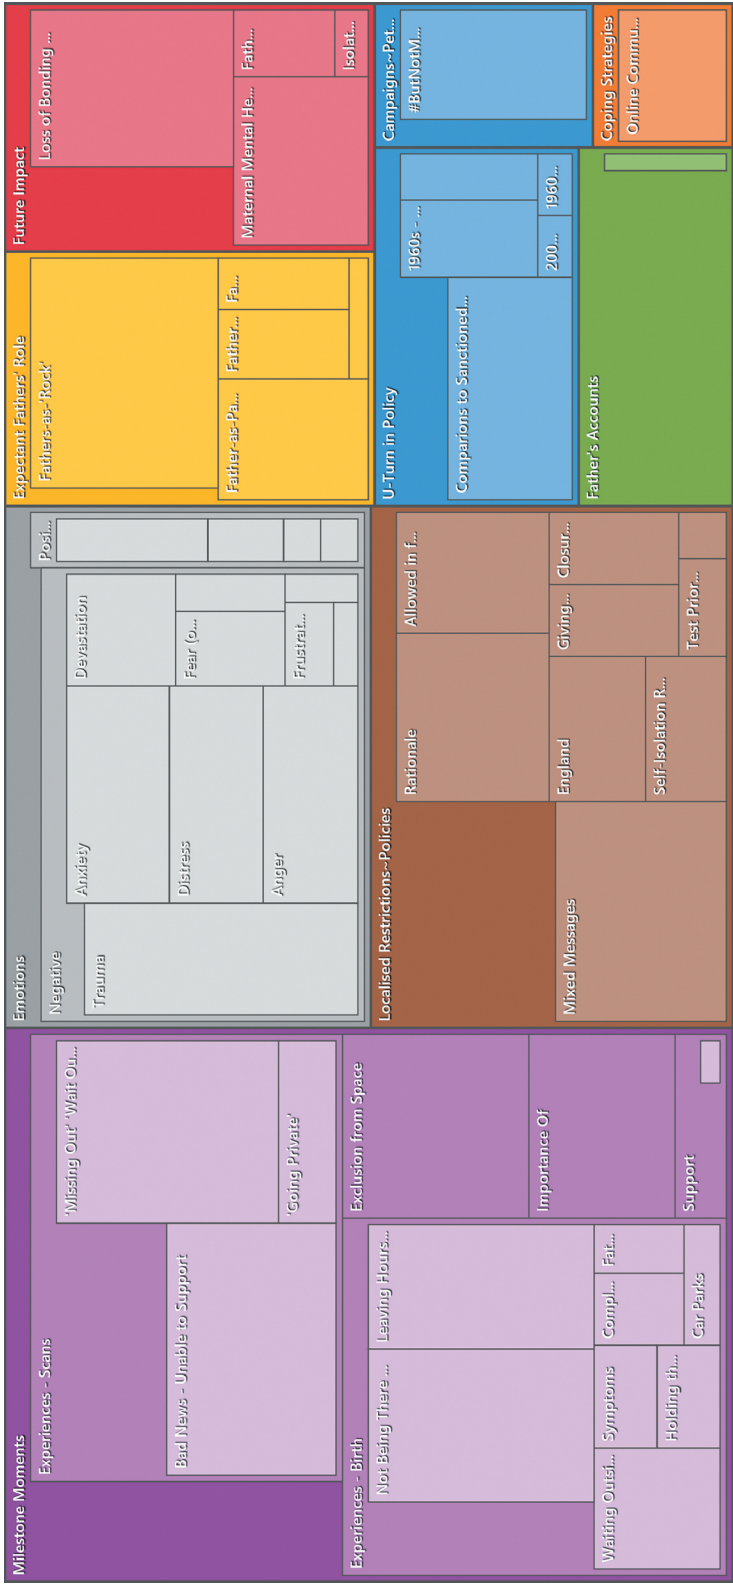 Milestone Moments
Experiences - Scans
Bad News - Unable to Support
'Missing Out' 'Wait Ou...
'Going Private'
Experiences - Birth
Not Being There ...
Leaving Hours...
Waiting Outsi...
Symptoms
Holding th...
Compl...
Fat...
Car Parks
Exclusion from Space
Importance Of
Support
Emotions
Negative
Trauma
Anxiety
Distress
Anger
Devastation
Fear (o...
Frustrat...
Posi...
Localised Restrictions~Policies
Mixed Messages
Rationale
Allowed in f...
England
Self-Isolation R...
Giving...
Closur...
Test Prior...
Expectant Fathers' Role
Fathers-as-'Rock'
Father-as-Pa...
Father...
Fa...
Future Impact
Loss of Bonding ...
Maternal Mental He...
Fath...
Isolat...
U-Turn in Policy
Comparions to Sanctioned...
1960s - ...
200...
1960...
Campaigns~Pet...
#ButNotM...
Father's Accounts
Coping Strategies
Online Commu...